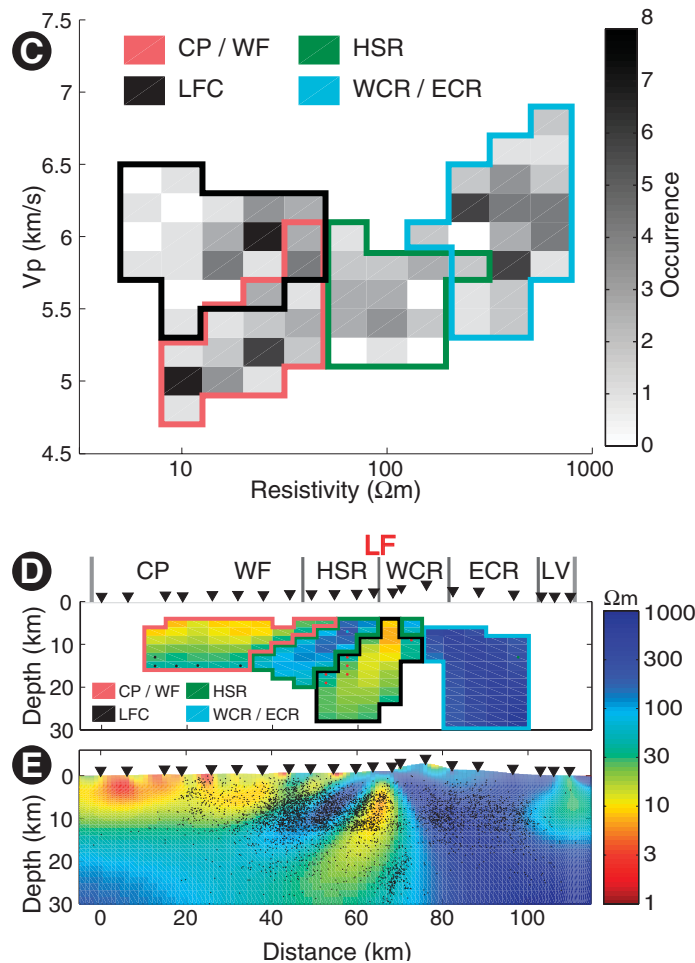 C
CP / WF
HSR
LFC
WCR / ECR
7.5
7
6.5
6
5.5
5
4.5
Vp (km/s)
10
100
1000
Resistivity (Ωm)
8
7
6
5
4
3
2
1
0
Occurrence
LF
D
CP
WF
HSR
WCR
ECR
LV
0
10
20
30
Depth (km)
CP / WF
HSR
LFC
WCR / ECR
E
0
10
20
30
Depth (km)
0
20
40
60
80
100
Distance (km)
Ωm
1000
300
100
30
10
3
1